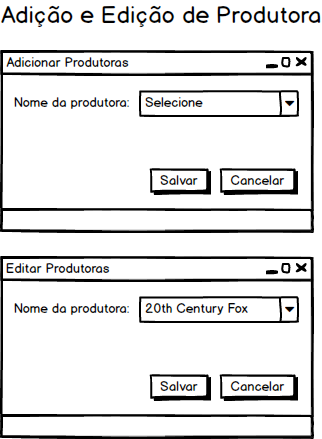 Adição e Edição de Produtora
Adicionar Produtoras
Nome da produtora: Selecione
Salvar Cancelar
Editar Produtoras
Nome da produtora: 20th Century Fox
Salvar Cancelar